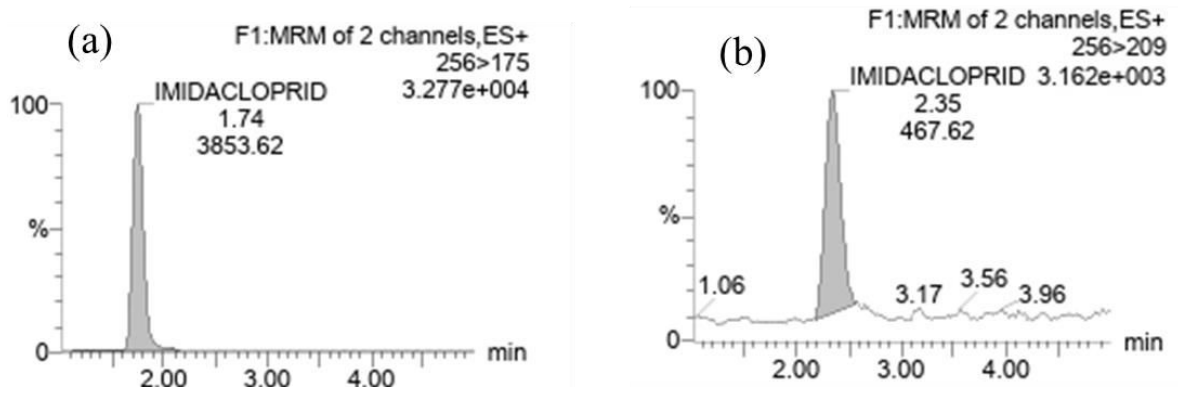 (a)
F1:MRM of 2 channels,ES+
256>175
3.277e+004
IMIDACLOPRID
1.74
3853.62
100
%
0
2.00 3.00 4.00
min
(b)
F1:MRM of 2 channels,ES+
256>209
IMIDACLOPRID 3.162e+003
2.35
467.62
100
%
1.06
3.17
3.56
3.96
0
2.00 3.00 4.00
min